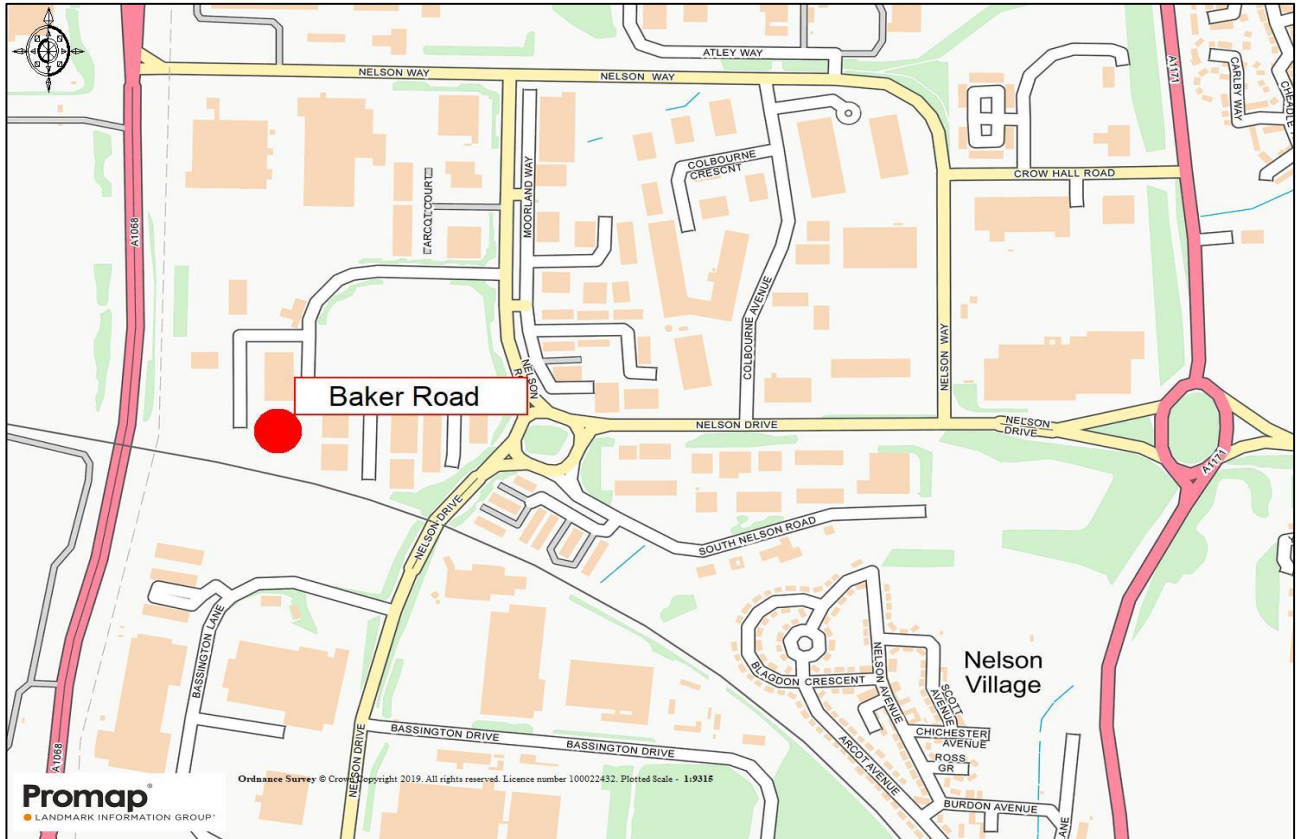 ATLEY WAY
NELSON WAY
NELSON WAY
A1171
CARLBY WAY
MOORLAND WAY
COLBOURNE
CRESCNT
CROW HALL ROAD
ARCOT COURT
A1068
COLBOURNE AVENUE
NELSON WAY
Baker Road
NELSON
NELSON DRIVE
NELSON
DRIVE
A1171
NELSON DRIVE
SOUTH NELSON ROAD
BASSINGTON LANE
Nelson
Village
BLAGDON CRESCENT
NELSON AVENUE
SCOTT
AVENUE
CHICHESTER
AVENUE
ROSS
GR
ARCOT AVENUE
BURDON AVENUE
LANE
BASSINGTON DRIVE
BASSINGTON DRIVE
NELSON DRIVE
A1068
Ordnance Survey © Crown Copyright 2019. All rights reserved. Licence number 100022432. Plotted Scale - 1:9315
Promap
LANDMARK INFORMATION GROUP